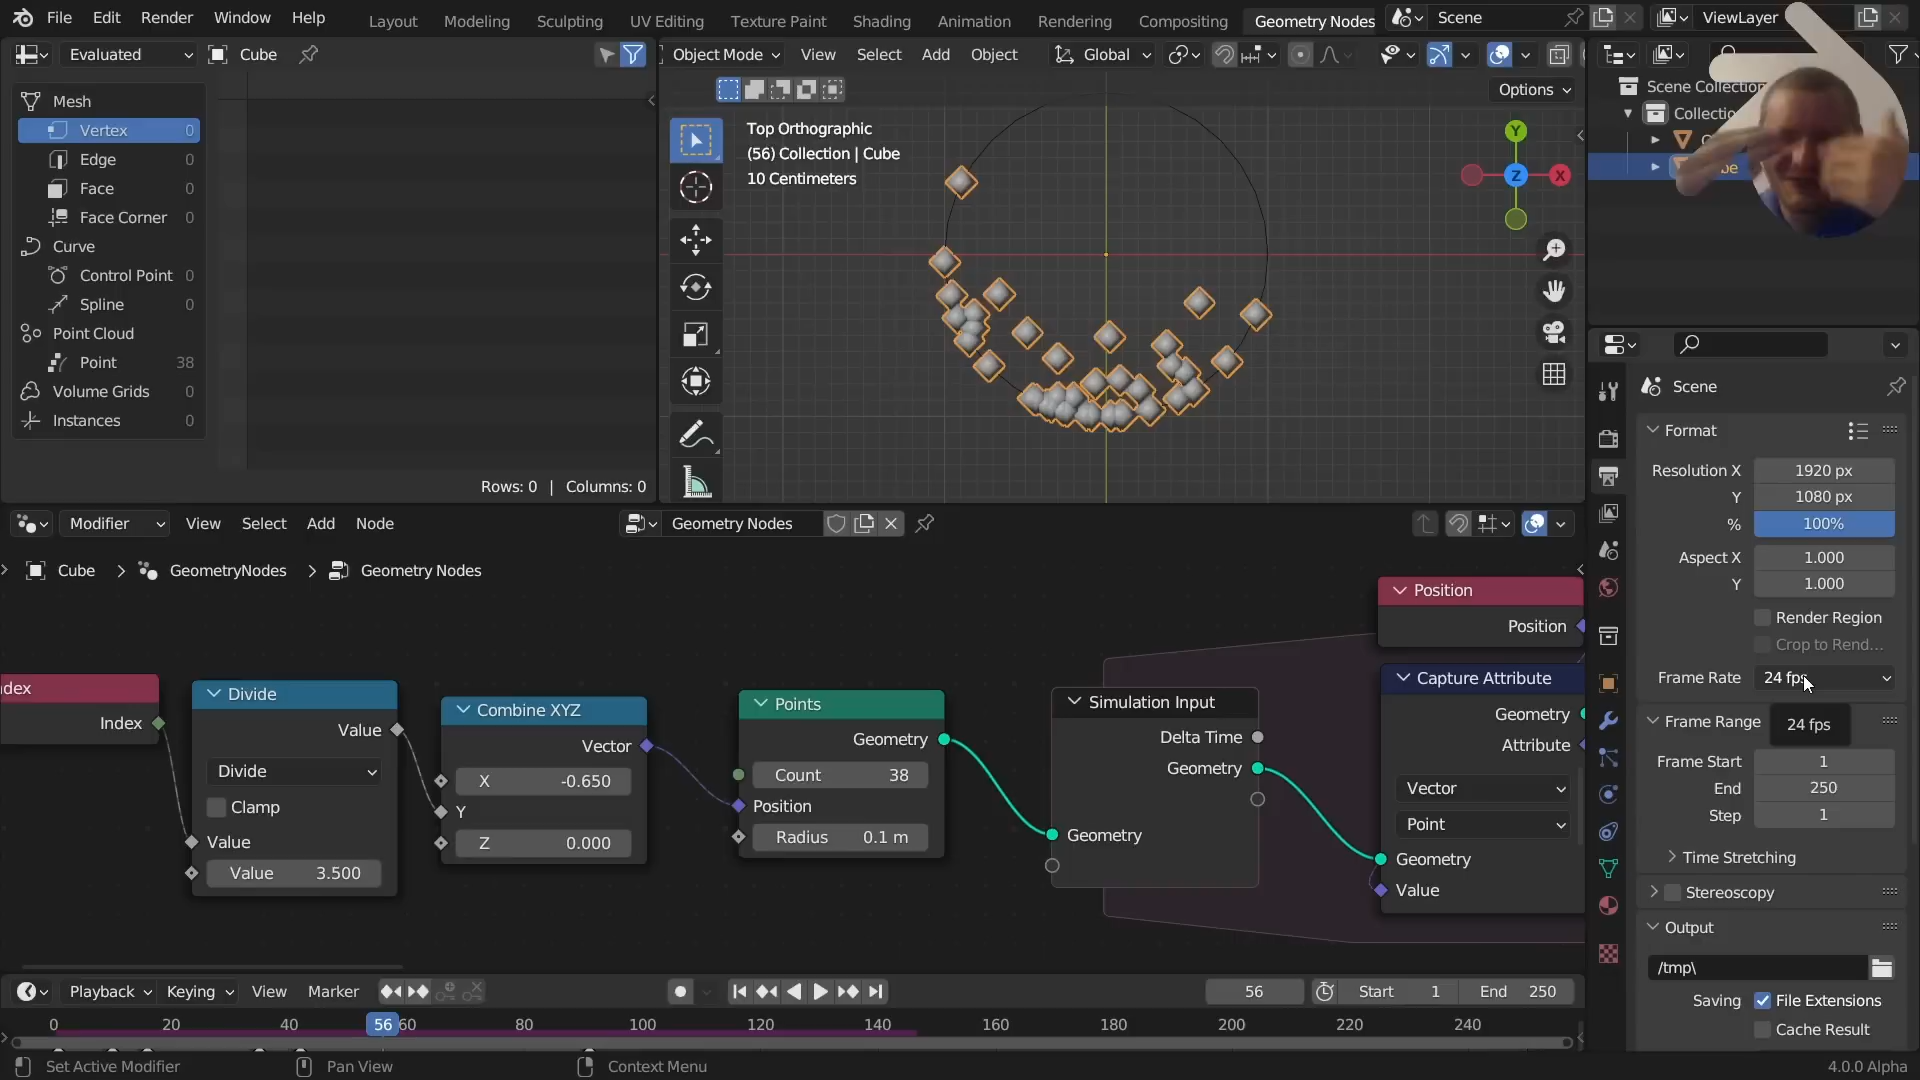 File Edit Render Window Help
Layout Modeling Sculpting UV Editing Texture Paint Shading Animation Rendering Compositing Geometry Nodes
Scene
ViewLayer
Evaluated
Cube
Object Mode View Select Add Object
Global
Options
Mesh
Vertex 0
Edge 0
Face 0
Face Corner 0
Curve
Control Point 0
Spline 0
Point Cloud
Point 38
Volume Grids 0
Instances 0
Rows: 0 | Columns: 0
Top Orthographic
(56) Collection | Cube
10 Centimeters
Y
Z
X
Scene Collection
Collectio
Modifier View Select Add Node
Geometry Nodes
Cube > GeometryNodes > Geometry Nodes
ndex
Index
Divide
Value
Divide
Clamp
Value
Value 3.500
Combine XYZ
Vector
X -0.650
Y
Z 0.000
Points
Geometry
Count 38
Position
Radius 0.1 m
Simulation Input
Delta Time
Geometry
Geometry
Position
Position
Capture Attribute
Geometry
Attribute
Vector
Point
Geometry
Value
Scene
Format
Resolution X 1920 px
Y 1080 px
% 100%
Aspect X 1.000
Y 1.000
Render Region
Crop to Rend...
Frame Rate 24 fps
24 fps
Frame Range
Frame Start 1
End 250
Step 1
Time Stretching
Stereoscopy
Output
/tmp\
Saving File Extensions
Cache Result
Playback Keying View Marker
56
Start 1
End 250
0 20 40 56 60 80 100 120 140 160 180 200 220 240
Set Active Modifier
Pan View
Context Menu
4.0.0 Alpha